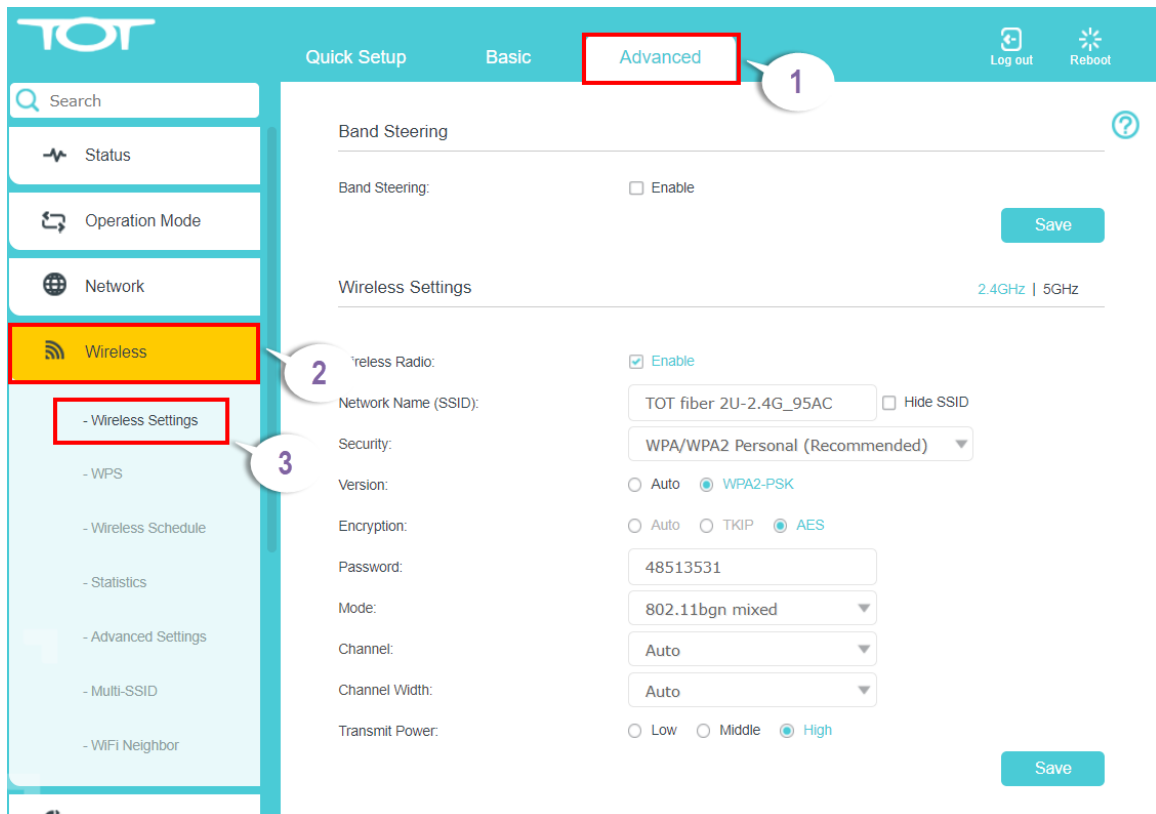 TOT
Quick Setup Basic Advanced 1 Log out Reboot
Search
Status
Operation Mode
Network
Wireless 2
- Wireless Settings 3
- WPS
- Wireless Schedule
- Statistics
- Advanced Settings
- Multi-SSID
- WiFi Neighbor
?
Band Steering
Band Steering: Enable
Save
Wireless Settings 2.4GHz | 5GHz
ireless Radio: Enable
Network Name (SSID): TOT fiber 2U-2.4G_95AC Hide SSID
Security: WPA/WPA2 Personal (Recommended)
Version: Auto WPA2-PSK
Encryption: Auto TKIP AES
Password: 48513531
Mode: 802.11bgn mixed
Channel: Auto
Channel Width: Auto
Transmit Power: Low Middle High
Save